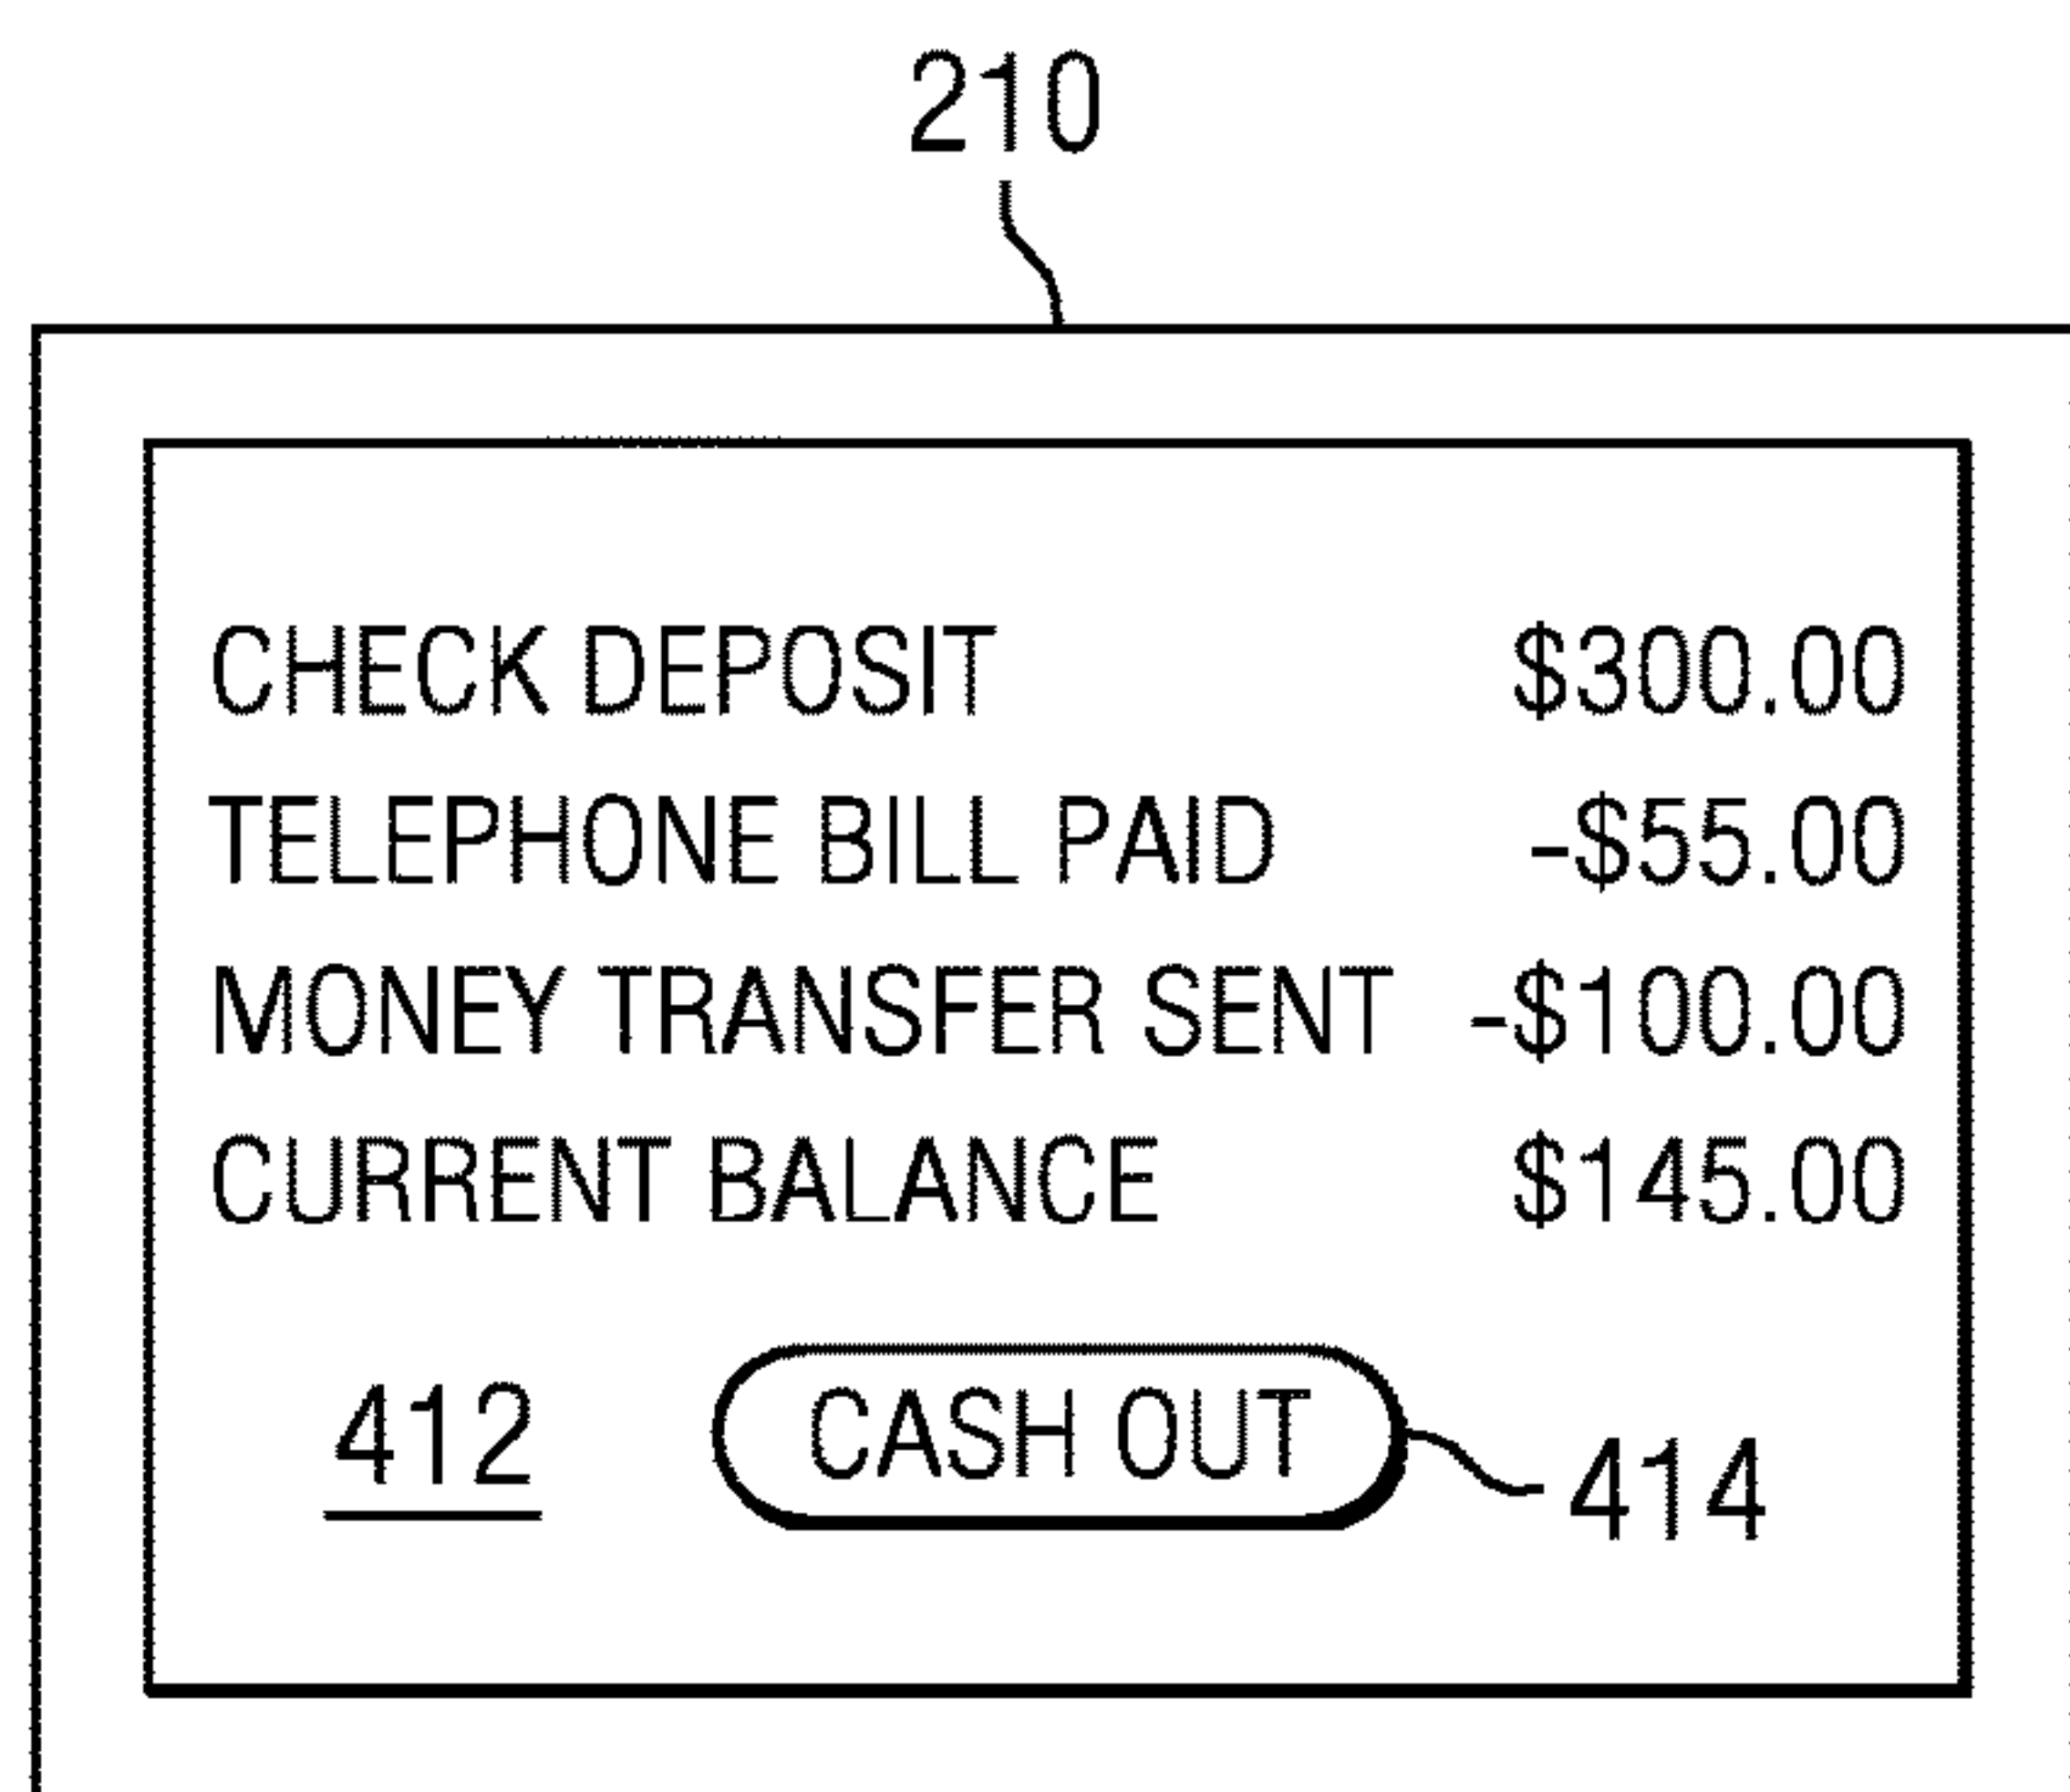 210
CHECK DEPOSIT $300.00
TELEPHONE BILL PAID -$55.00
MONEY TRANSFER SENT -$100.00
CURRENT BALANCE $145.00
412 CASH OUT 414